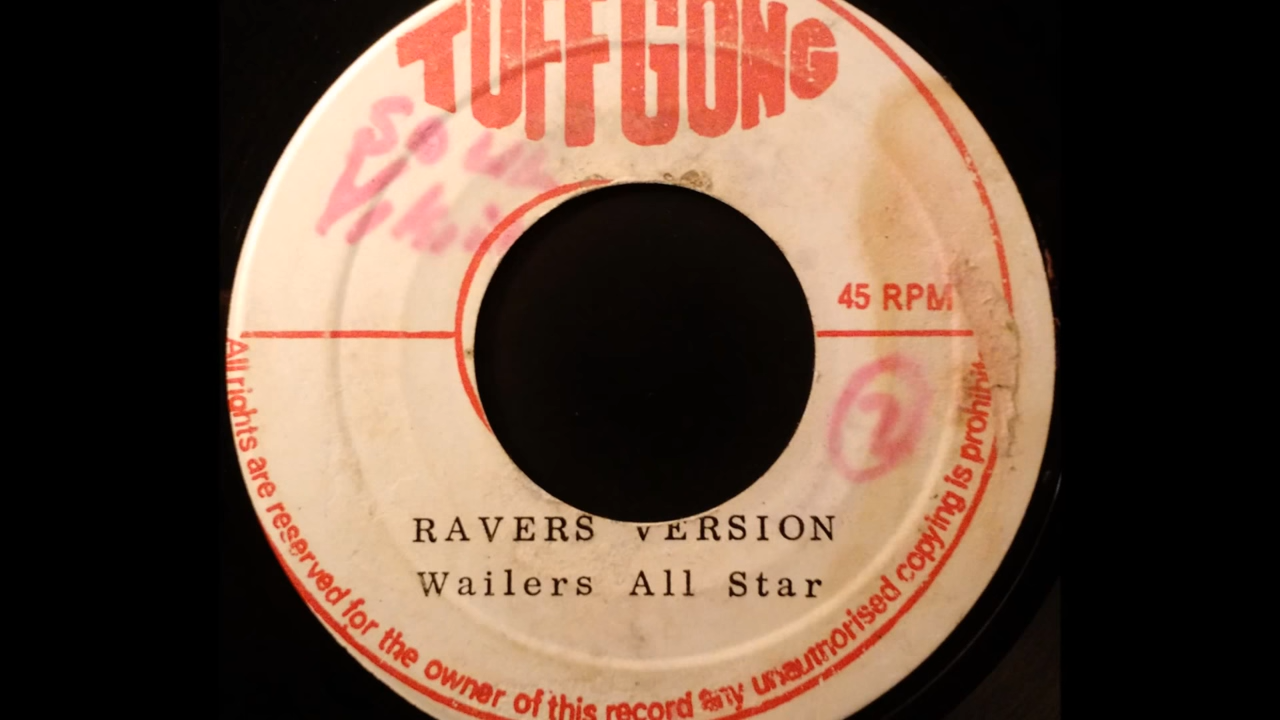 TUFF GONG
45 RPM
2
RAVERS VERSION
Wailers All Star
All rights are reserved for the owner of this record any unauthorised copying is